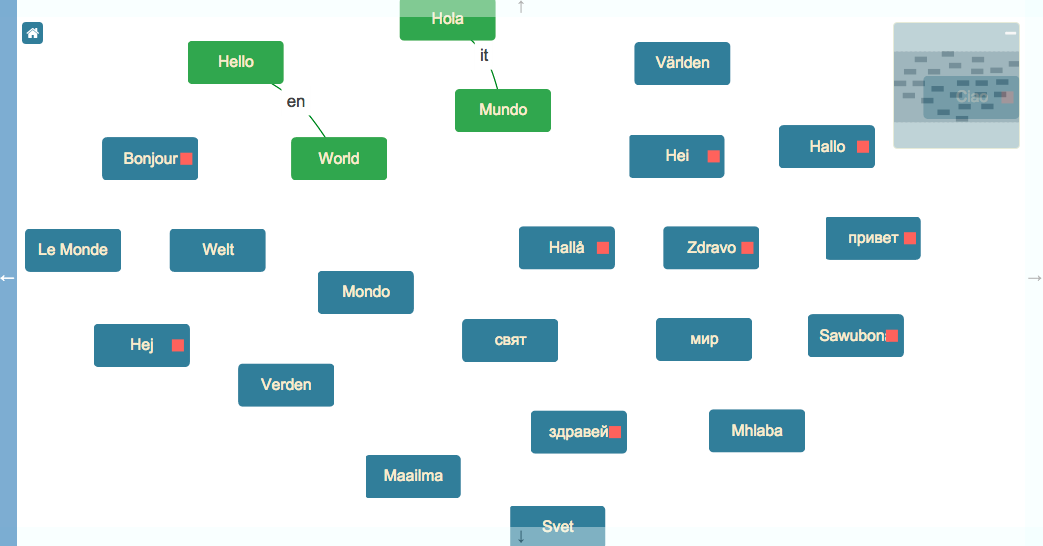 Hola
Hello
it
Världen
en
Mundo
Ciao
Bonjour
World
Hei
Hallo
Le Monde
Welt
Hallå
Zdravo
привет
Mondo
Hej
свят
мир
Sawubona
Verden
здравей
Mhlaba
Maailma
Svet